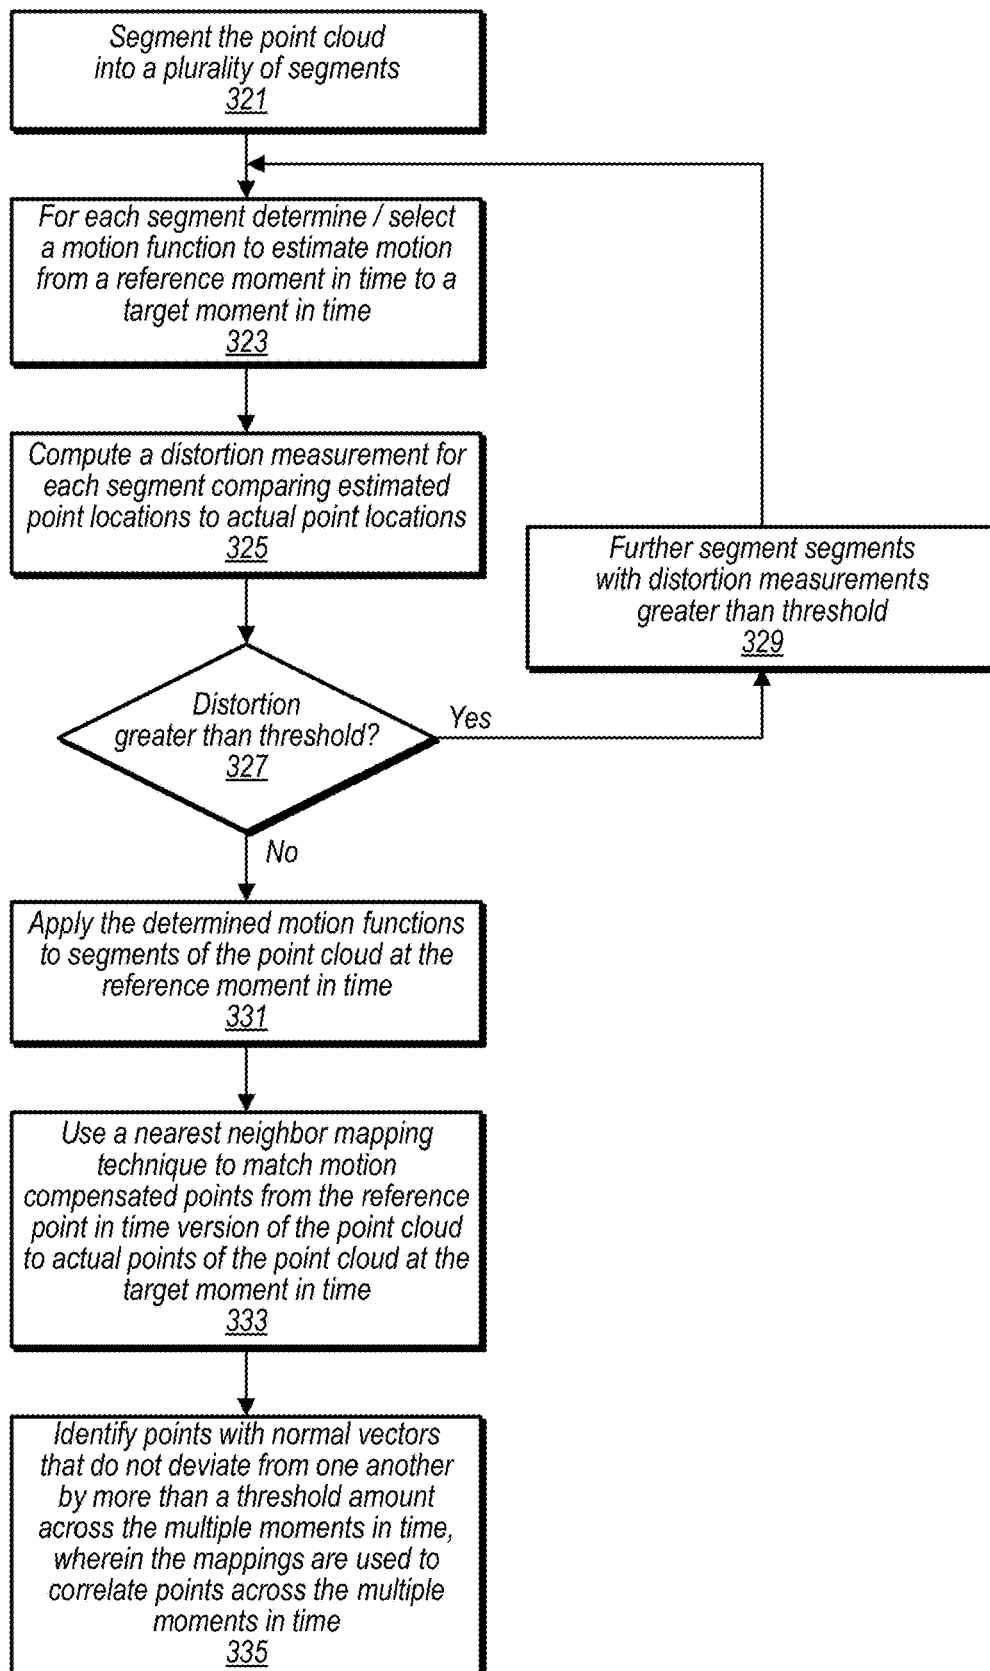 Segment the point cloud
into a plurality of segments
321
For each segment determine / select
a motion function to estimate motion
from a reference moment in time to a
target moment in time
323
Compute a distortion measurement for
each segment comparing estimated
point locations to actual point locations
325
Further segment segments
with distortion measurements
greater than threshold
329
Distortion
greater than threshold?
327
Yes
No
Apply the determined motion functions
to segments of the point cloud at the
reference moment in time
331
Use a nearest neighbor mapping
technique to match motion
compensated points from the reference
point in time version of the point cloud
to actual points of the point cloud at the
target moment in time
333
Identify points with normal vectors
that do not deviate from one another
by more than a threshold amount
across the multiple moments in time,
wherein the mappings are used to
correlate points across the multiple
moments in time
335